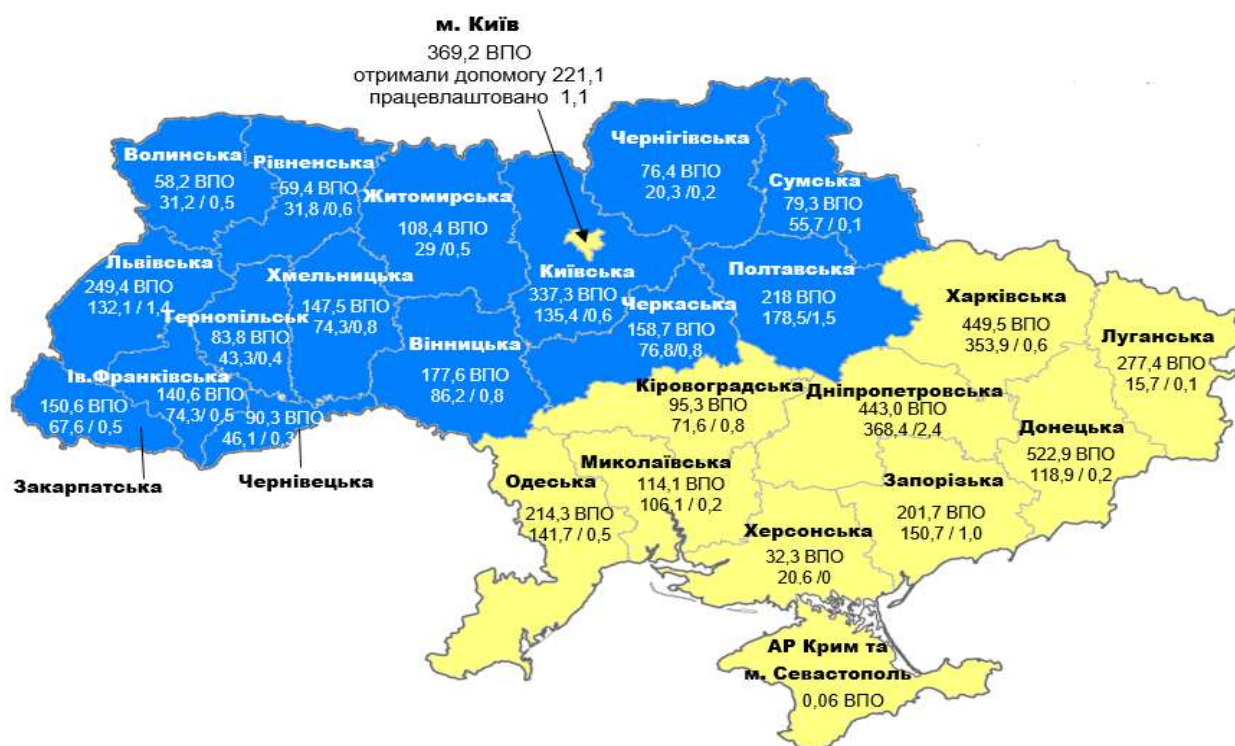 м. Київ
369,2 ВПО
отримали допомогу 221,1
працевлаштовано 1,1
Чернігівська
76,4 ВПО
20,3 /0,2
Сумська
79,3 ВПО
55,7 / 0,1
Волинська
58,2 ВПО
31,2 / 0,5
Рівненська
59,4 ВПО
31,8 /0,6
Житомирська
108,4 ВПО
29 /0,5
Київська
337,3 ВПО
135,4 /0,6
Львівська
249,4 ВПО
132,1 / 1,4
Тернопільськ
83,8 ВПО
43,3/0,4
Хмельницька
147,5 ВПО
74,3/0,8
Вінницька
177,6 ВПО
86,2 / 0,8
Черкаська
158,7 ВПО
76,8/0,8
Полтавська
218 ВПО
178,5/1,5
Харківська
449,5 ВПО
353,9 / 0,6
Луганська
277,4 ВПО
15,7 / 0,1
Ів.Франківська
140,6 ВПО
74,3/ 0,5
150,6 ВПО
67,6 / 0,5
Закарпатська
90,3 ВПО
46,1 / 0,3
Чернівецька
Кіровоградська
95,3 ВПО
71,6 / 0,8
Дніпропетровська
443,0 ВПО
368,4 /2,4
Донецька
522,9 ВПО
118,9 / 0,2
Одеська
214,3 ВПО
141,7 / 0,5
Миколаївська
114,1 ВПО
106,1 / 0,2
Запорізька
201,7 ВПО
150,7 / 1,0
Херсонська
32,3 ВПО
20,6 /0
АР Крим та
м. Севастополь
0,06 ВПО